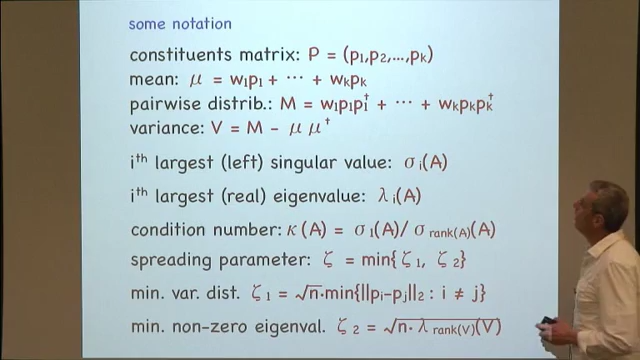 some notation
constituents matrix: P = (p₁,p₂,...,pₖ)
mean: μ = w₁p₁ + ⋯ + wₖpₖ
pairwise distrib.: M = w₁p₁p₁† + ⋯ + wₖpₖpₖ†
variance: V = M - μ μ†
iᵗʰ largest (left) singular value: σᵢ(A)
iᵗʰ largest (real) eigenvalue: λᵢ(A)
condition number: κ(A) = σ₁(A)/ σ rank(A)(A)
spreading parameter: ζ = min{ζ₁, ζ₂}
min. var. dist. ζ₁ = √n·min{||pᵢ-pⱼ||₂ : i ≠ j}
min. non-zero eigenval. ζ₂ = √(n· λ rank(V)(V))